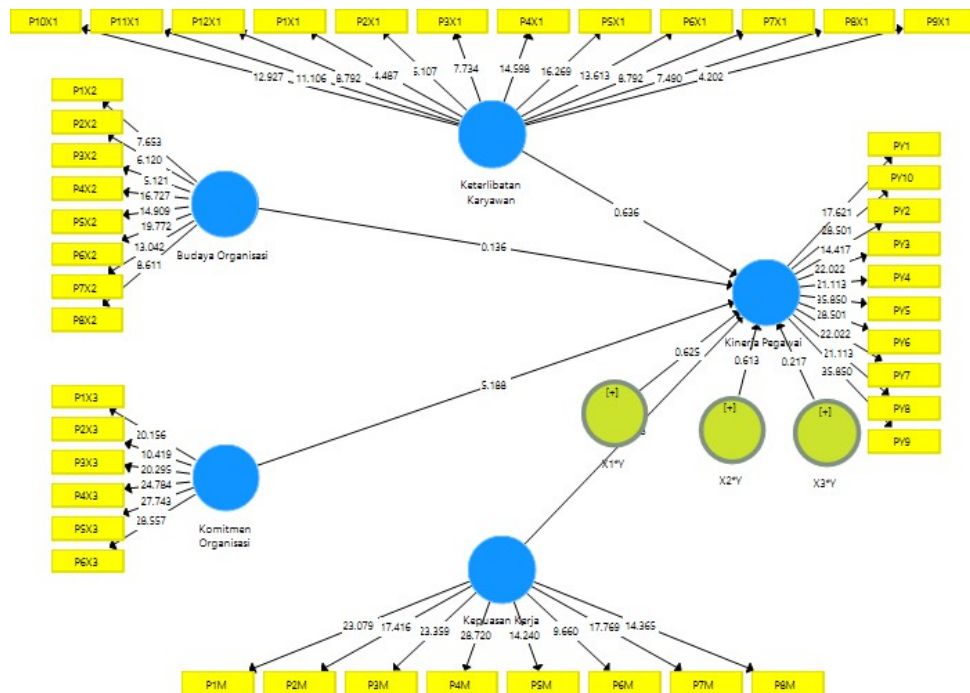 P10X1 P11X1 P12X1 P1X1 P2X1 P3X1 P4X1 P5X1 P6X1 P7X1 P8X1 P9X1
12.927 11.106 8.792 4.487 5.107 7.734 14.598 16.269 13.613 8.792 7.490 4.202
Keterlibatan
Karyawan
P1X2
P2X2
P3X2
P4X2
P5X2
P6X2
P7X2
P8X2
7.653
6.120
5.121
16.727
14.909
19.772
13.042
8.611
Budaya Organisasi
0.636
0.136
5.188
PY1
PY10
PY2
PY3
PY4
PY5
PY6
PY7
PY8
PY9
17.621
28.501
14.417
22.022
21.113
35.850
28.501
22.022
21.113
35.850
Kinerja Pegawai
0.625
0.613
0.217
[+]
[+]
[+]
X1*Y
X2*Y
X3*Y
P1X3
P2X3
P3X3
P4X3
P5X3
P6X3
20.156
10.419
20.295
24.784
27.743
28.557
Komitmen
Organisasi
Kepuasan Kerja
23.079 17.416 23.359 28.720 14.240 9.660 17.769 14.365
P1M P2M P3M P4M P5M P6M P7M P8M